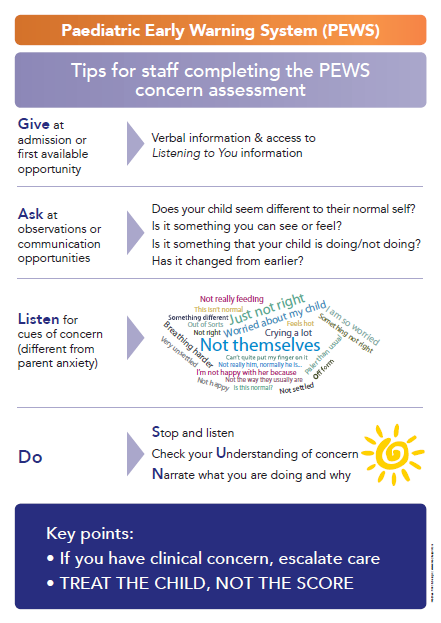 Paediatric Early Warning System (PEWS)
Tips for staff completing the PEWS
concern assessment
Give at
admission or
first available
opportunity
Verbal information & access to
Listening to You information
Ask at
observations or
communication
opportunities
Does your child seem different to their normal self?
Is it something you can see or feel?
Is it something that your child is doing/not doing?
Has it changed from earlier?
Listen for
cues of concern
(different from
parent anxiety)
Not really feeding
This isn't normal
Something different
Just not right
Out of Sorts
Not right
Worried about my child
Feels hot
Crying a lot
I am so worried
Something not right
Breathing harder
Very unsettled
Not themselves
Can't quite put my finger on it
Not really him, normally he is...
I'm not happy with her because
Not happy
Not the way they usually are
Is this normal?
Not settled
Off form
Paler than usual
Do
Stop and listen
Check your Understanding of concern
Narrate what you are doing and why
Key points:
• If you have clinical concern, escalate care
• TREAT THE CHILD, NOT THE SCORE